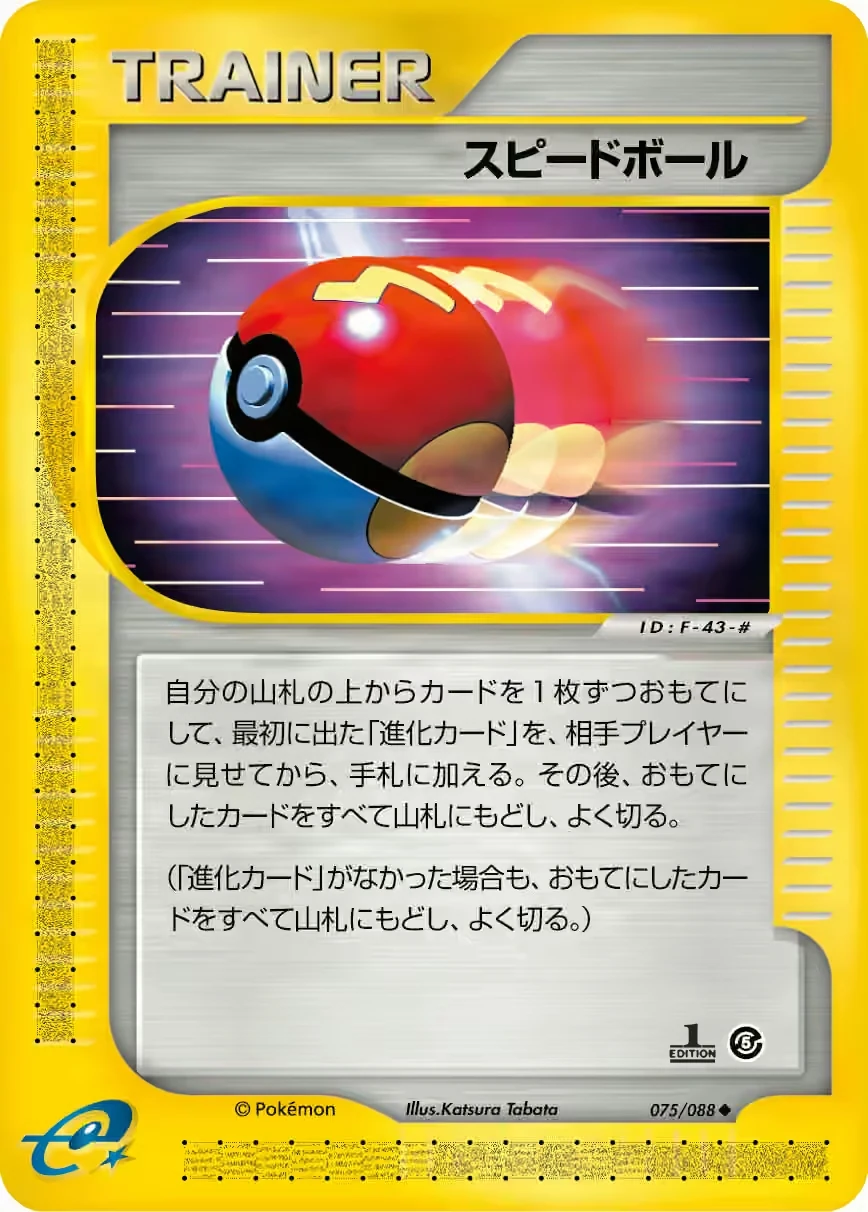 TRAINER
スピードボール
ID:F-43-#
自分の山札の上からカードを1枚ずつおもてに
して、最初に出た「進化カード」を、相手プレイヤー
に見せてから、手札に加える。その後、おもてに
したカードをすべて山札にもどし、よく切る。
(「進化カード」がなかった場合も、おもてにしたカー
ドをすべて山札にもどし、よく切る。)
1
EDITION
5
© Pokémon
Illus.Katsura Tabata
075/088◆
e